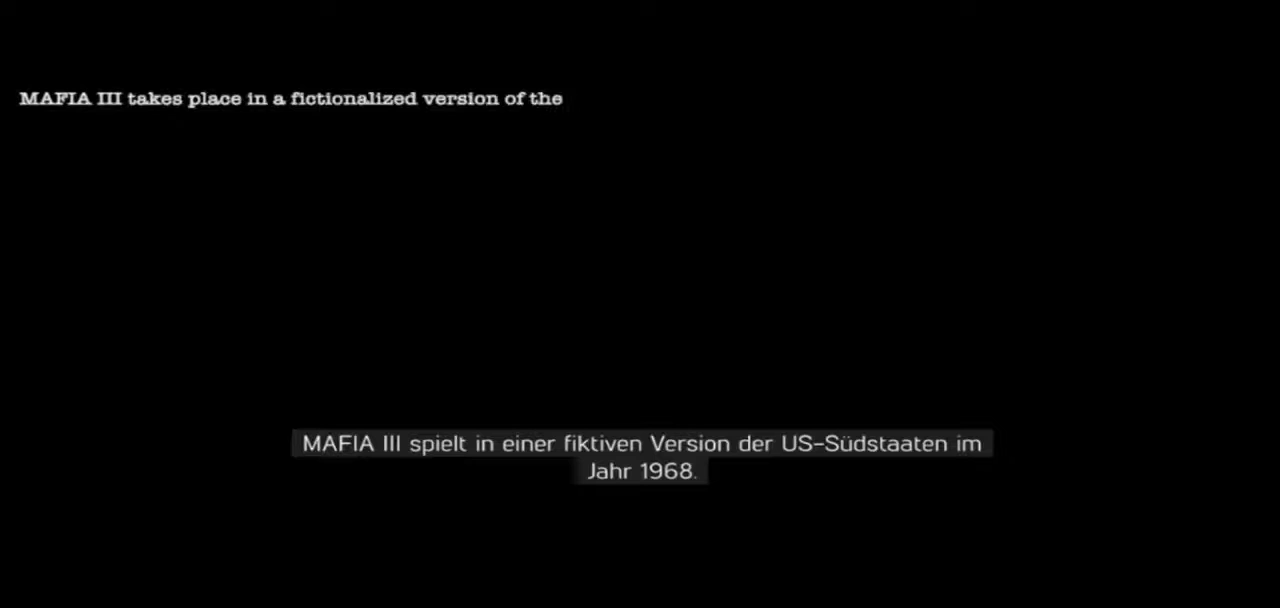 MAFIA III takes place in a fictionalized version of the
MAFIA III spielt in einer fiktiven Version der US-Südstaaten im
Jahr 1968.